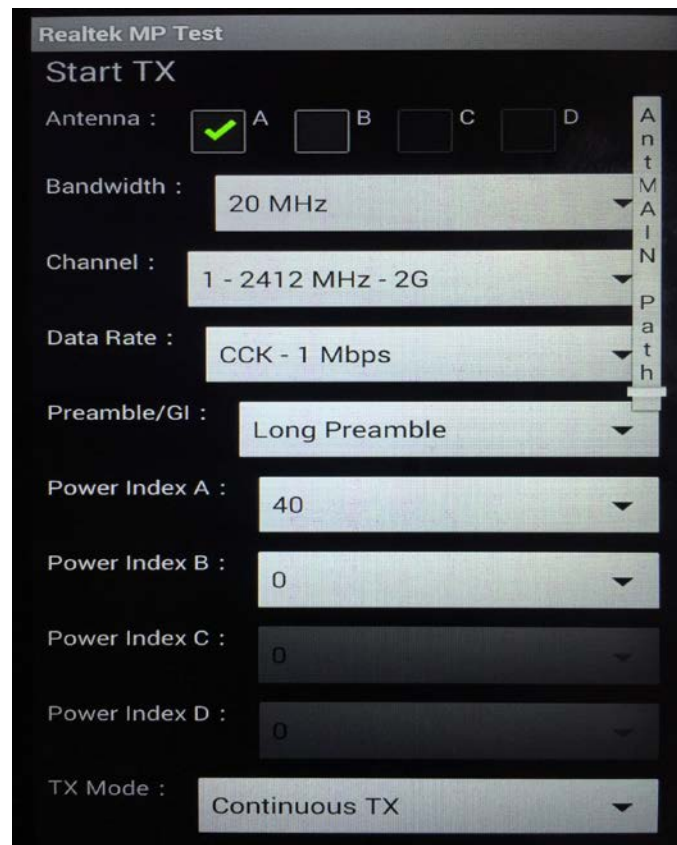 Realtek MP Test
Start TX
Antenna : A B C D
Bandwidth : 20 MHz
Channel : 1 - 2412 MHz - 2G
Data Rate : CCK - 1 Mbps
Preamble/GI : Long Preamble
Power Index A : 40
Power Index B : 0
Power Index C : 0
Power Index D : 0
TX Mode : Continuous TX
Ant MAIN Path